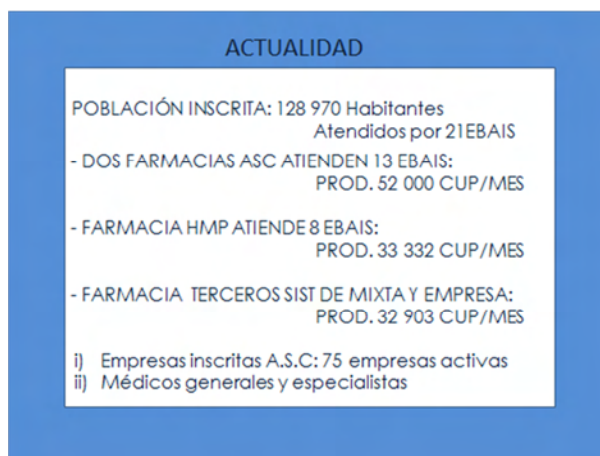 ACTUALIDAD
POBLACIÓN INSCRITA: 128 970 Habitantes
Atendidos por 21EBAIS
- DOS FARMACIAS ASC ATIENDEN 13 EBAIS:
PROD. 52 000 CUP/MES
- FARMACIA HMP ATIENDE 8 EBAIS:
PROD. 33 332 CUP/MES
- FARMACIA TERCEROS SIST DE MIXTA Y EMPRESA:
PROD. 32 903 CUP/MES
i) Empresas inscritas A.S.C: 75 empresas activas
ii) Médicos generales y especialistas